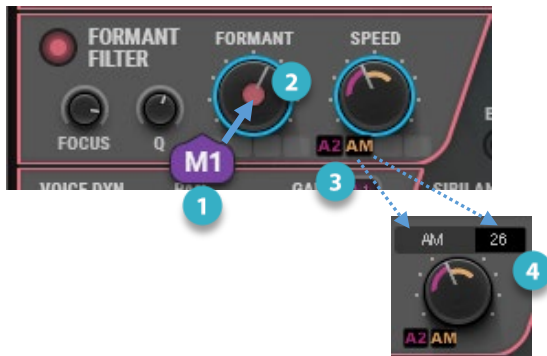 FORMANT
FILTER
FORMANT
SPEED
2
FOCUS
Q
M1
A2 AM
1
3
VOICE DYN
AM 26
4
A2 AM